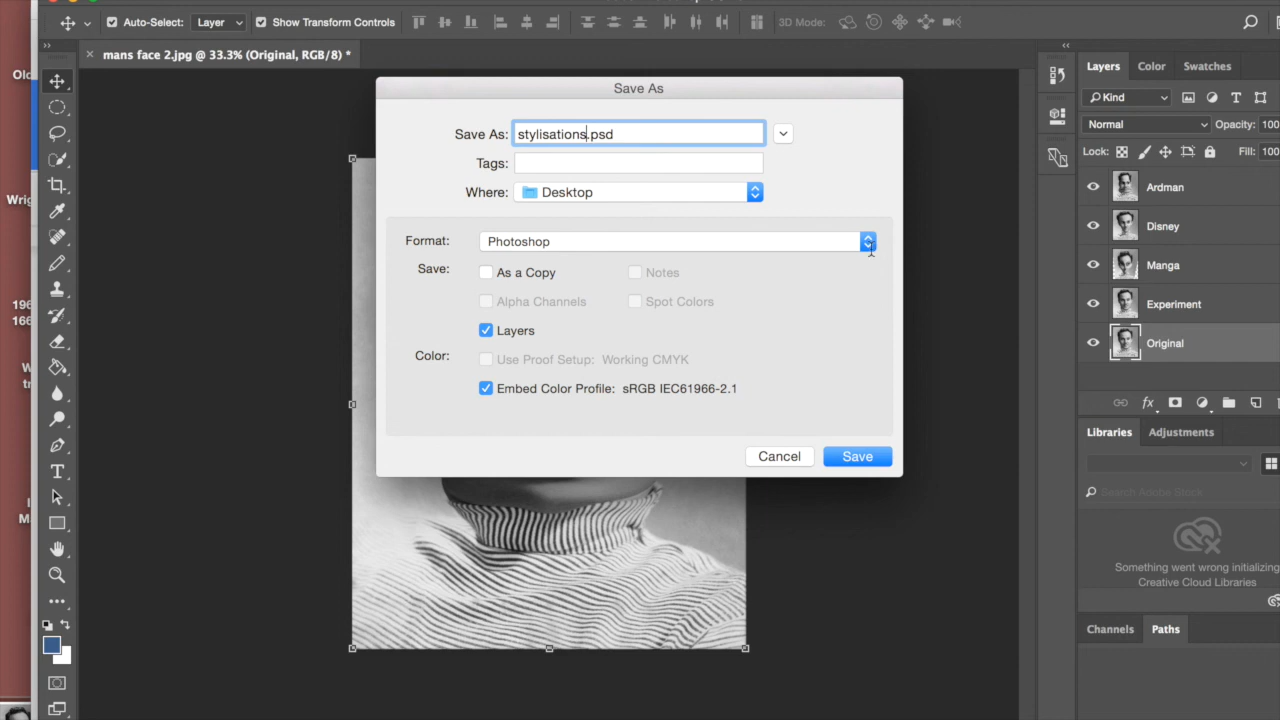 Auto-Select: Layer Show Transform Controls 3D Mode:
mans face 2.jpg @ 33.3% (Original, RGB/8) *
Save As
Save As: stylisations.psd
Tags:
Where: Desktop
Format: Photoshop
Save: As a Copy Notes
Alpha Channels Spot Colors
Layers
Color: Use Proof Setup: Working CMYK
Embed Color Profile: sRGB IEC61966-2.1
Cancel Save
Layers Color Swatches
Kind
Normal Opacity: 100
Lock: Fill: 100
Ardman
Disney
Manga
Experiment
Original
fx
Libraries Adjustments
Search Adobe Stock
Something went wrong initializing
Creative Cloud Libraries
Channels Paths
Old
Wrig
196
166
W
tr
M